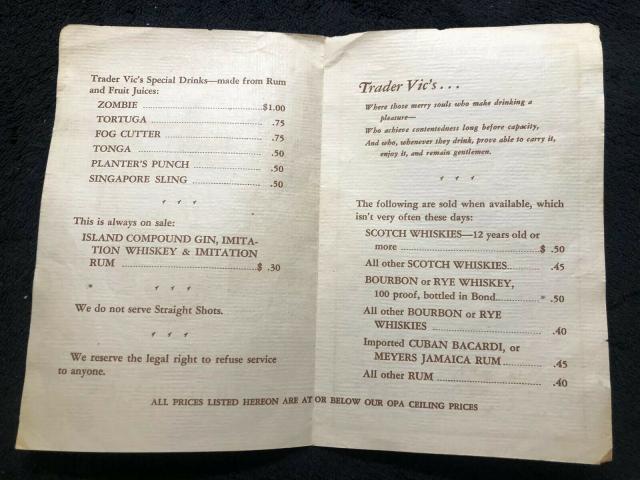 Trader Vic's Special Drinks—made from Rum
and Fruit Juices:
ZOMBIE $1.00
TORTUGA .75
FOG CUTTER .75
TONGA .50
PLANTER'S PUNCH .50
SINGAPORE SLING .50
This is always on sale:
ISLAND COMPOUND GIN, IMITA-
TION WHISKEY & IMITATION
RUM $ .30
We do not serve Straight Shots.
We reserve the legal right to refuse service
to anyone.
Trader Vic's...
Where those merry souls who make drinking a
pleasure—
Who achieve contentedness long before capacity,
And who, whenever they drink, prove able to carry it,
enjoy it, and remain gentlemen.
The following are sold when available, which
isn't very often these days:
SCOTCH WHISKIES—12 years old or
more $ .50
All other SCOTCH WHISKIES .45
BOURBON or RYE WHISKEY,
100 proof, bottled in Bond .50
All other BOURBON or RYE
WHISKIES .40
Imported CUBAN BACARDI, or
MEYERS JAMAICA RUM .45
All other RUM .40
ALL PRICES LISTED HEREON ARE AT OR BELOW OUR OPA CEILING PRICES